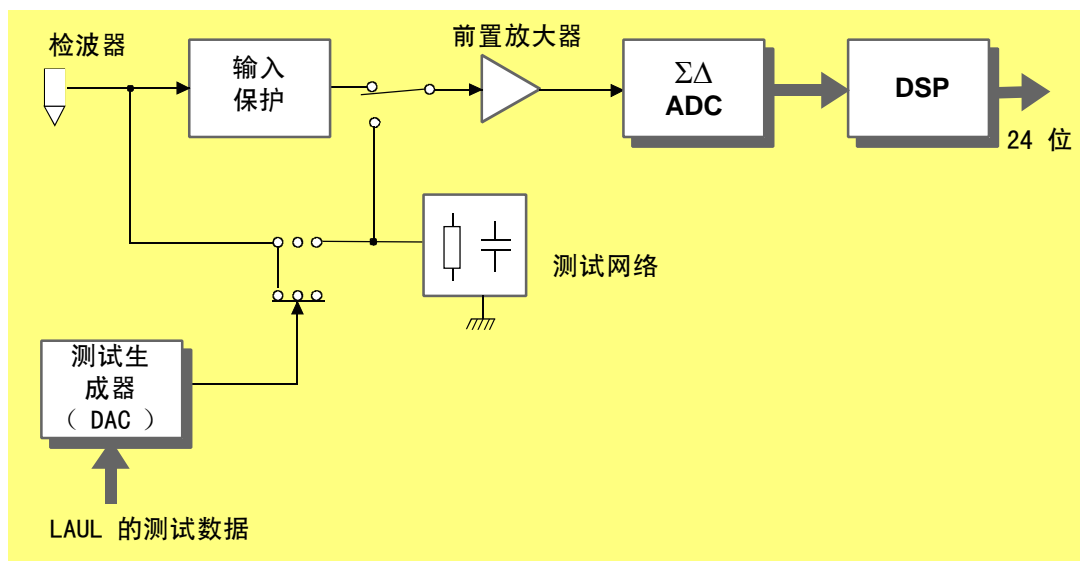 检波器
输入
保护
前置放大器
ΣΔ
ADC
DSP
24 位
测试网络
测试生
成器
（ DAC ）
LAUL 的测试数据